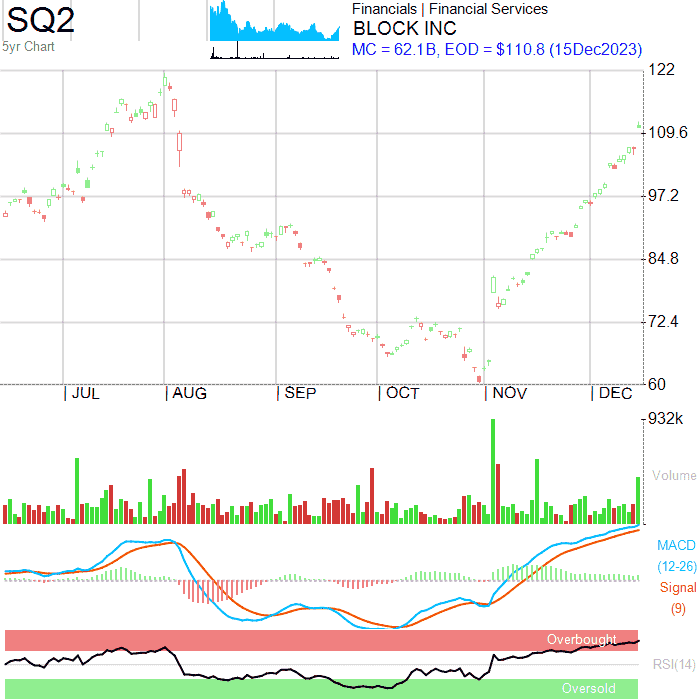 SQ2
5yr Chart
Financials | Financial Services
BLOCK INC
MC = 62.1B, EOD = $110.8 (15Dec2023)
122
109.6
97.2
84.8
72.4
60
JUL
AUG
SEP
OCT
NOV
DEC
932k
Volume
MACD
(12-26)
Signal
(9)
Overbought
RSI(14)
Oversold